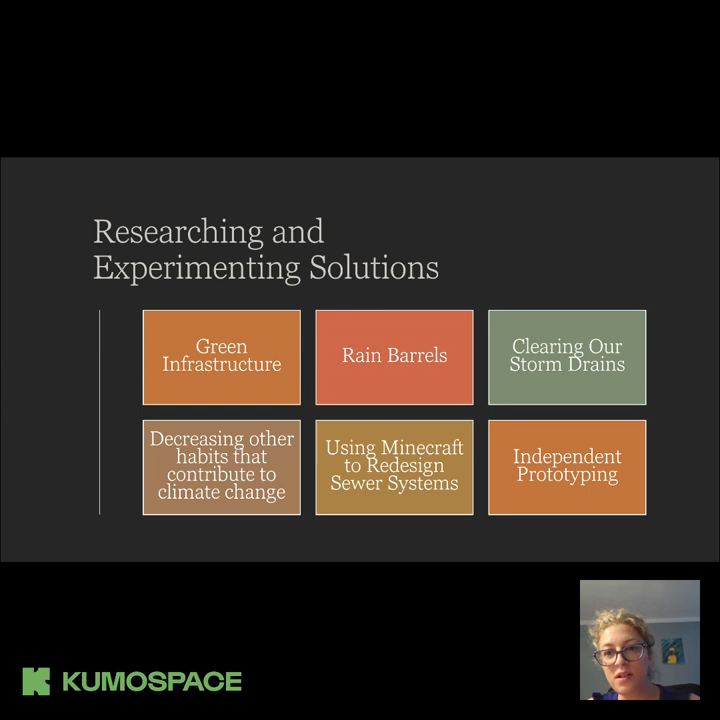 Researching and
Experimenting Solutions
Green
Infrastructure
Rain Barrels
Clearing Our
Storm Drains
Decreasing other
habits that
contribute to
climate change
Using Minecraft
to Redesign
Sewer Systems
Independent
Prototyping
KUMOSPACE